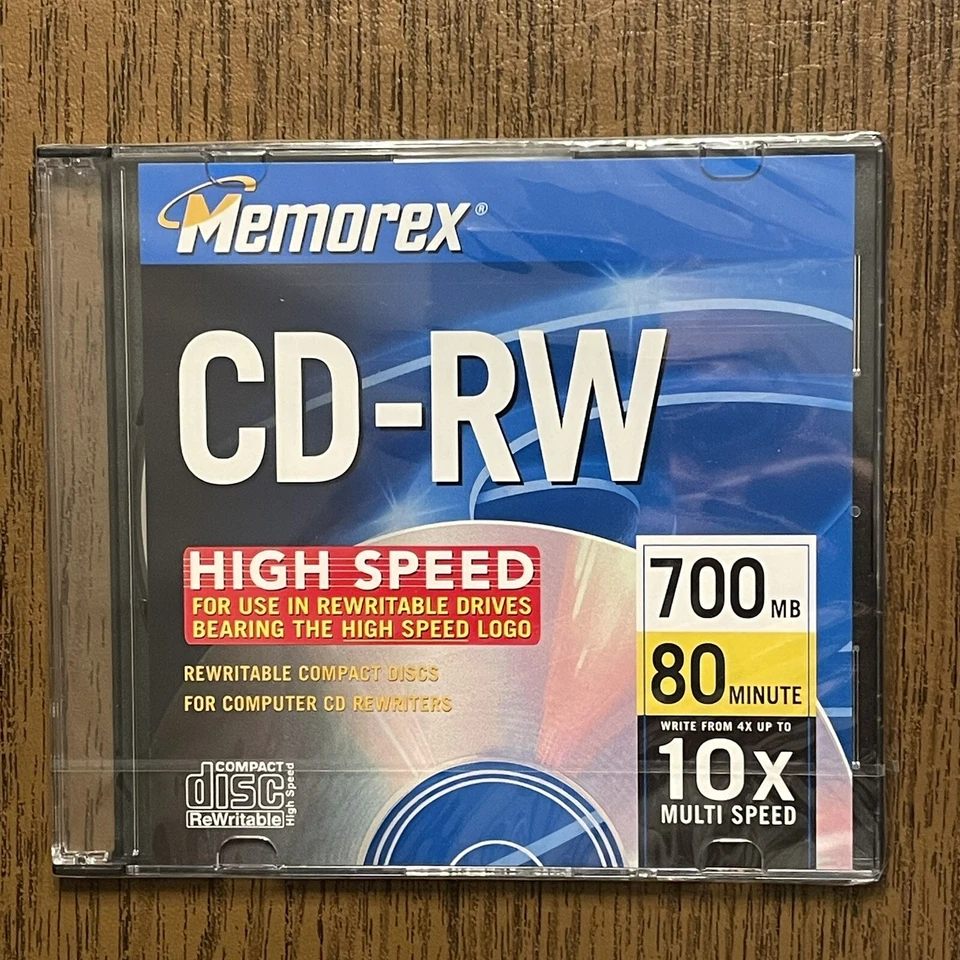 Memorex®
CD-RW
HIGH SPEED
FOR USE IN REWRITABLE DRIVES
BEARING THE HIGH SPEED LOGO
REWRITABLE COMPACT DISCS
FOR COMPUTER CD REWRITERS
700 MB
80 MINUTE
WRITE FROM 4X UP TO
10x
MULTI SPEED
COMPACT
disc
ReWritable
High Speed